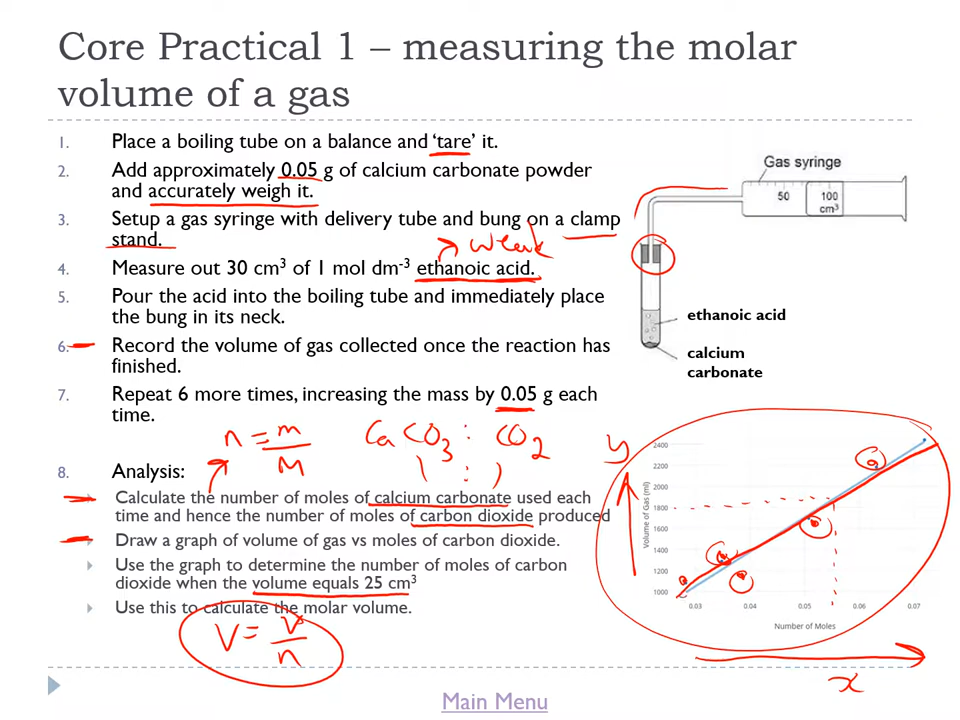 Core Practical 1 – measuring the molar
volume of a gas
1. Place a boiling tube on a balance and 'tare' it.
2. Add approximately 0.05 g of calcium carbonate powder
and accurately weigh it.
3. Setup a gas syringe with delivery tube and bung on a clamp
stand.
weak
4. Measure out 30 cm³ of 1 mol dm⁻³ ethanoic acid.
5. Pour the acid into the boiling tube and immediately place
the bung in its neck.
6. Record the volume of gas collected once the reaction has
finished.
7. Repeat 6 more times, increasing the mass by 0.05 g each
time.
n = m/M
CaCO₃ : CO₂
1 : 1
8. Analysis:
Calculate the number of moles of calcium carbonate used each
time and hence the number of moles of carbon dioxide produced
Draw a graph of volume of gas vs moles of carbon dioxide.
Use the graph to determine the number of moles of carbon
dioxide when the volume equals 25 cm³
Use this to calculate the molar volume.
V = v/n
Main Menu
Gas syringe
50 100
cm³
ethanoic acid
calcium
carbonate
y
2400
2200
2000
1800
1600
1400
1200
1000
Volume of Gas (ml)
0.03 0.04 0.05 0.06 0.07
Number of Moles
x